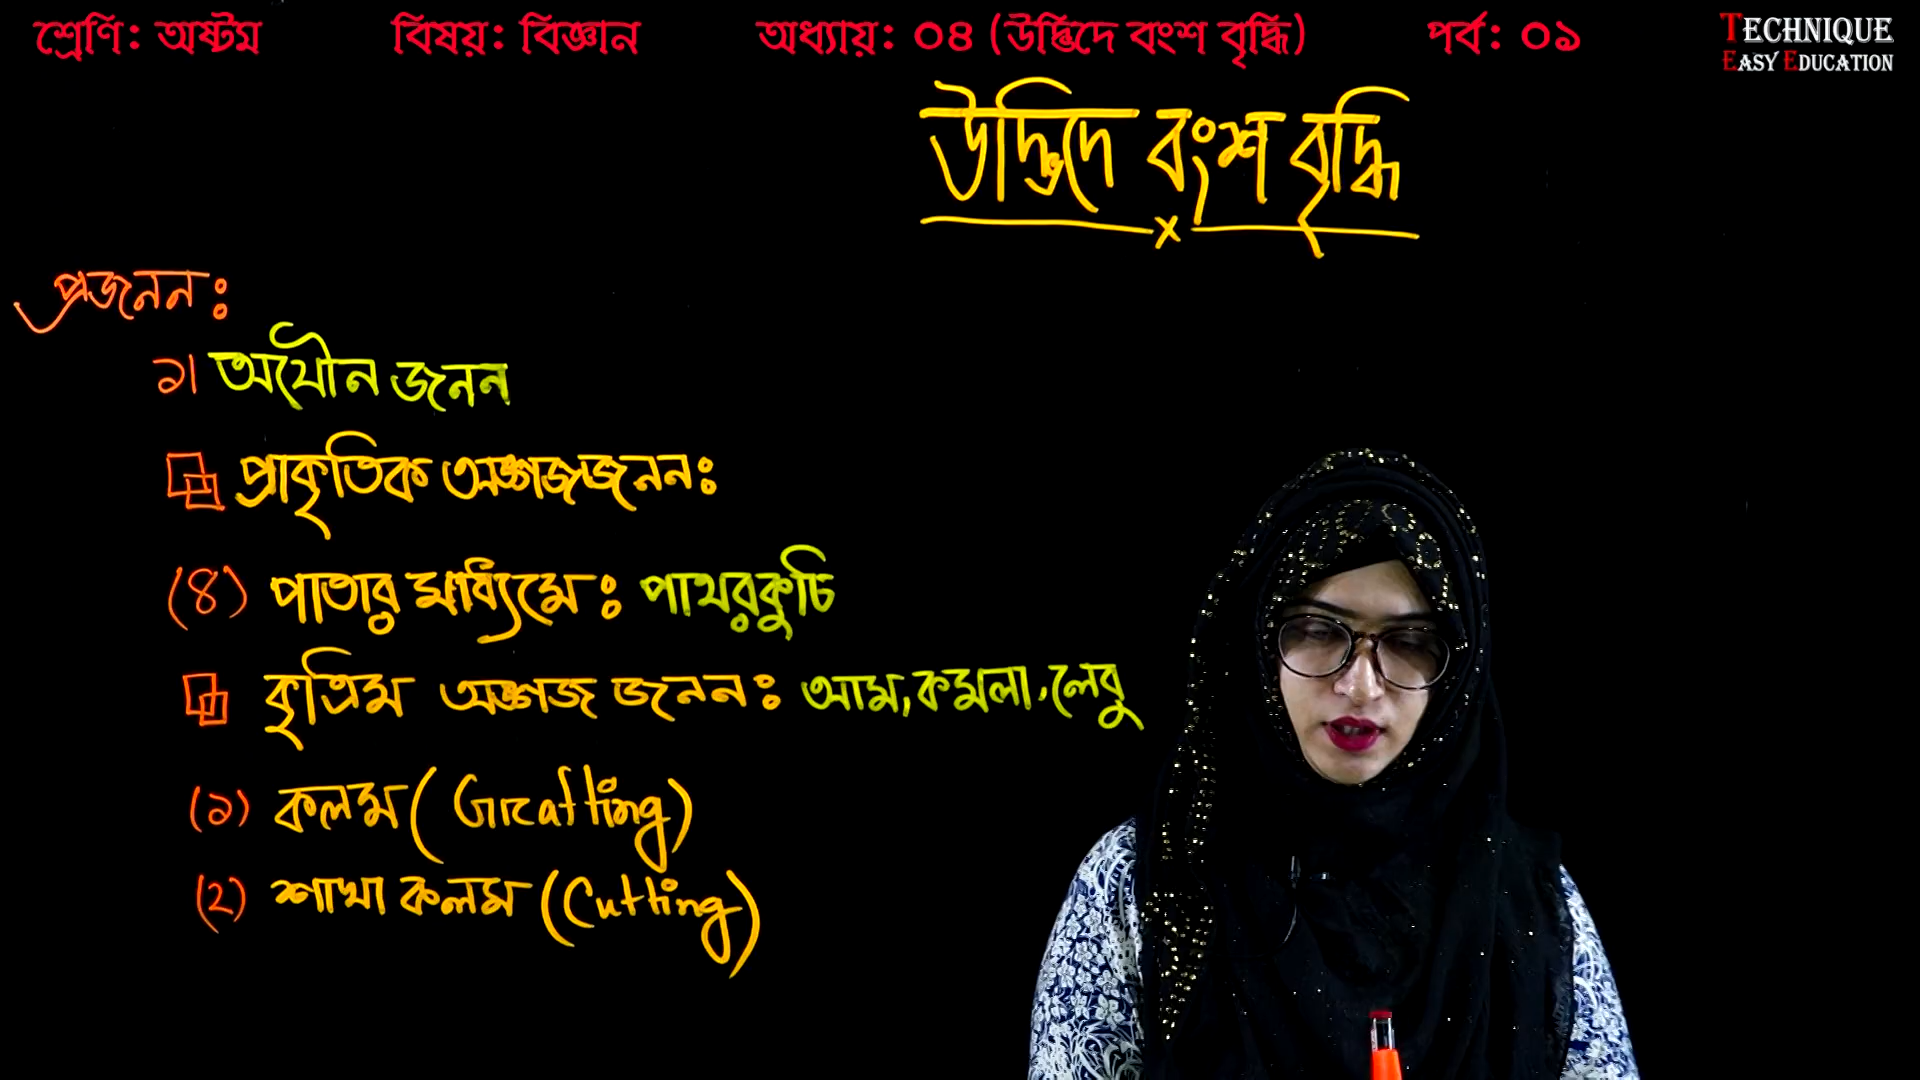 শ্রেণি: অষ্টম বিষয়: বিজ্ঞান অধ্যায়: ০৪ (উদ্ভিদে বংশ বৃদ্ধি) পর্ব: ০১
TECHNIQUE
EASY EDUCATION
উদ্ভিদে বংশ বৃদ্ধি
x
প্রজনন:
১। অযৌন জনন
প্রাকৃতিক অঙ্গজজনন:
(৪) পাতার মাধ্যমে: পাথরকুচি
কৃত্রিম অঙ্গজ জনন: আম, কমলা, লেবু
(১) কলম (Grafting)
(২) শাখা কলম (Cutting)